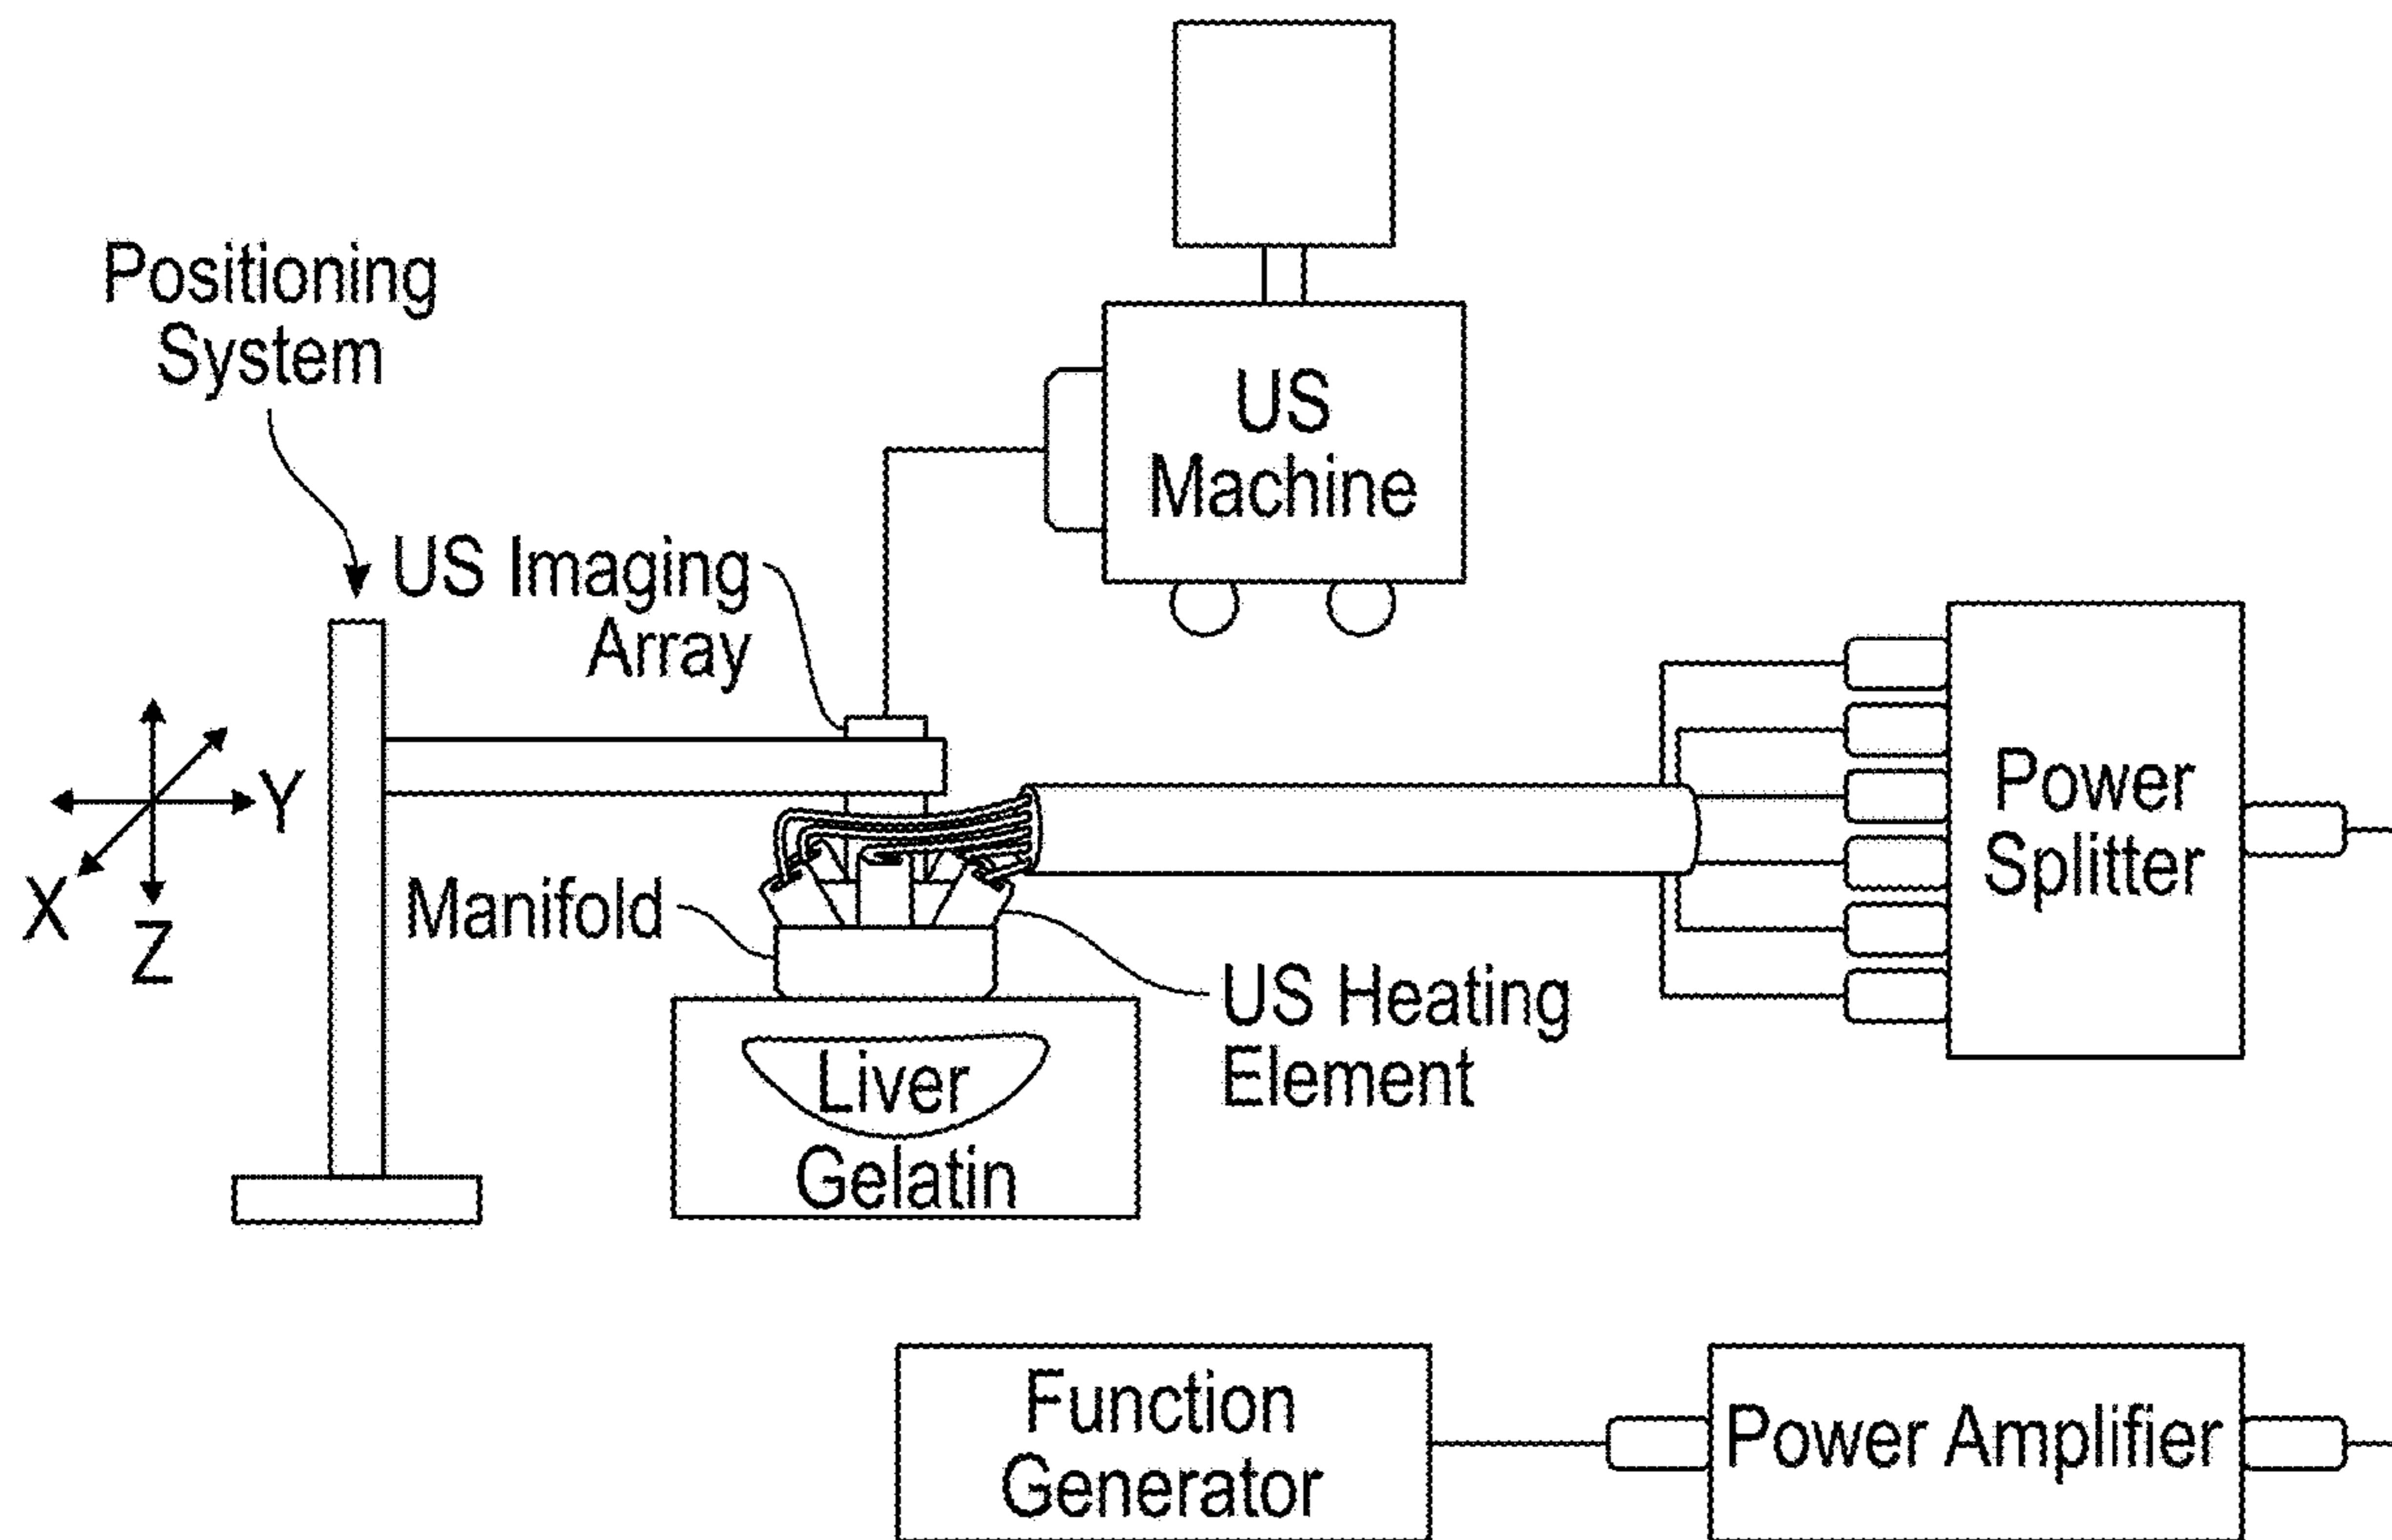 Positioning
System
US
Machine
US Imaging
Array
Y
X
Z
Manifold
Power
Splitter
US Heating
Element
Liver
Gelatin
Function
Generator
Power Amplifier